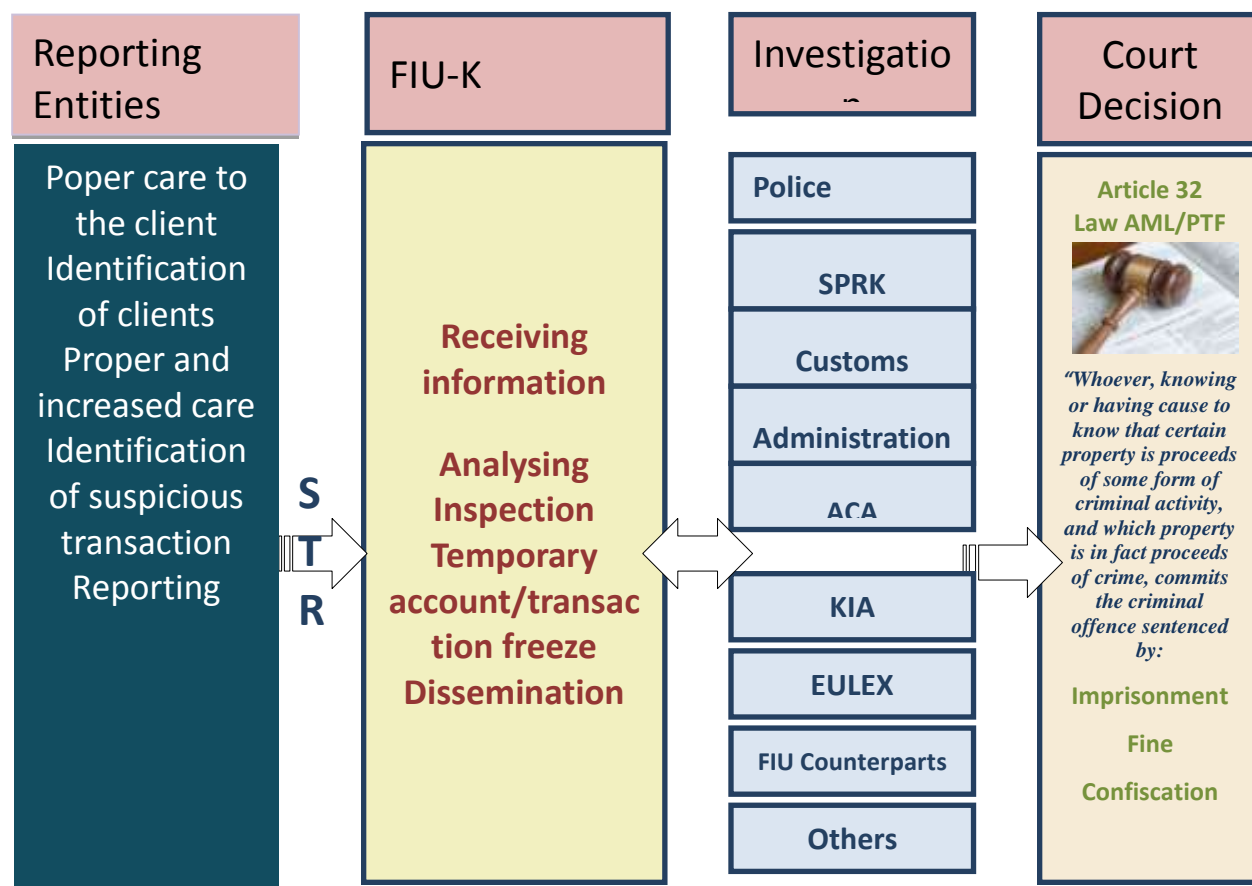 Reporting
Entities
Poper care to
the client
Identification
of clients
Proper and
increased care
Identification
of suspicious
transaction
Reporting
S
T
R
FIU-K
Receiving
information
Analysing
Inspection
Temporary
account/transac
tion freeze
Dissemination
Investigatio
n
Police
SPRK
Customs
Administration
ACA
KIA
EULEX
FIU Counterparts
Others
Court
Decision
Article 32
Law AML/PTF
“Whoever, knowing
or having cause to
know that certain
property is proceeds
of some form of
criminal activity,
and which property
is in fact proceeds
of crime, commits
the criminal
offence sentenced
by:
Imprisonment
Fine
Confiscation